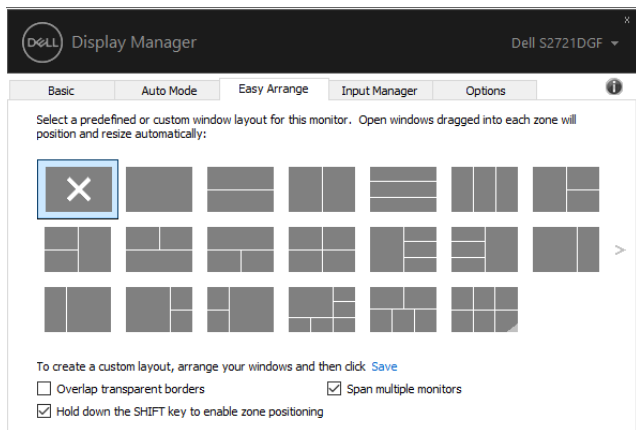 x
DELL Display Manager Dell S2721DGF
Basic Auto Mode Easy Arrange Input Manager Options i
Select a predefined or custom window layout for this monitor. Open windows dragged into each zone will
position and resize automatically:
>
To create a custom layout, arrange your windows and then click Save
Overlap transparent borders Span multiple monitors
Hold down the SHIFT key to enable zone positioning